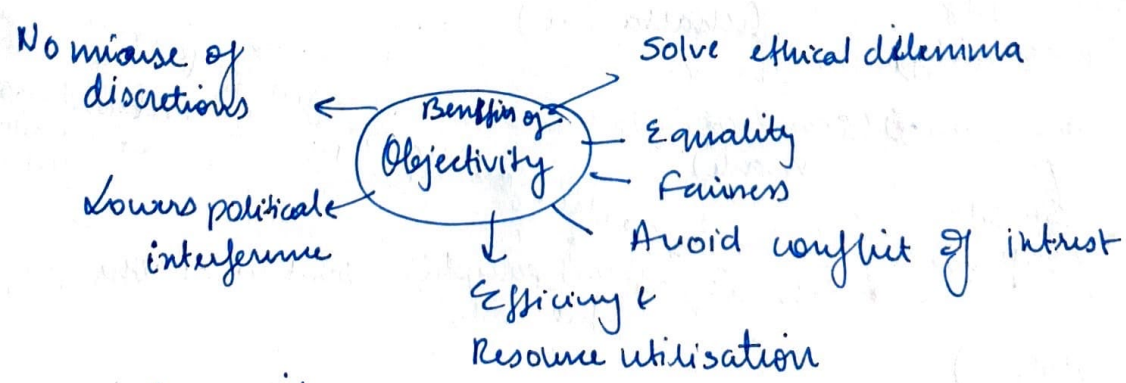 No misuse of
discretions
Solve ethical dilemma
Benefits of
Objectivity
Equality
Fairness
Lowers political
interference
Avoid conflict of intrest
Efficiency &
Resource utilisation